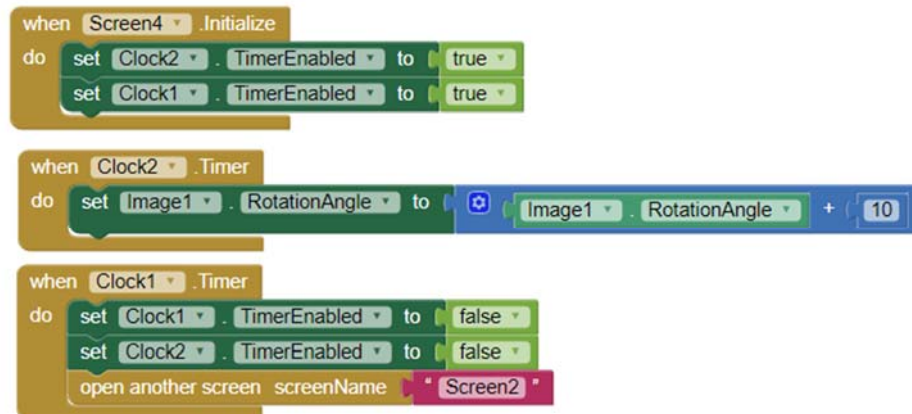 when Screen4 .Initialize
do set Clock2 . TimerEnabled to true
set Clock1 . TimerEnabled to true
when Clock2 .Timer
do set Image1 . RotationAngle to Image1 . RotationAngle + 10
when Clock1 .Timer
do set Clock1 . TimerEnabled to false
set Clock2 . TimerEnabled to false
open another screen screenName " Screen2 "